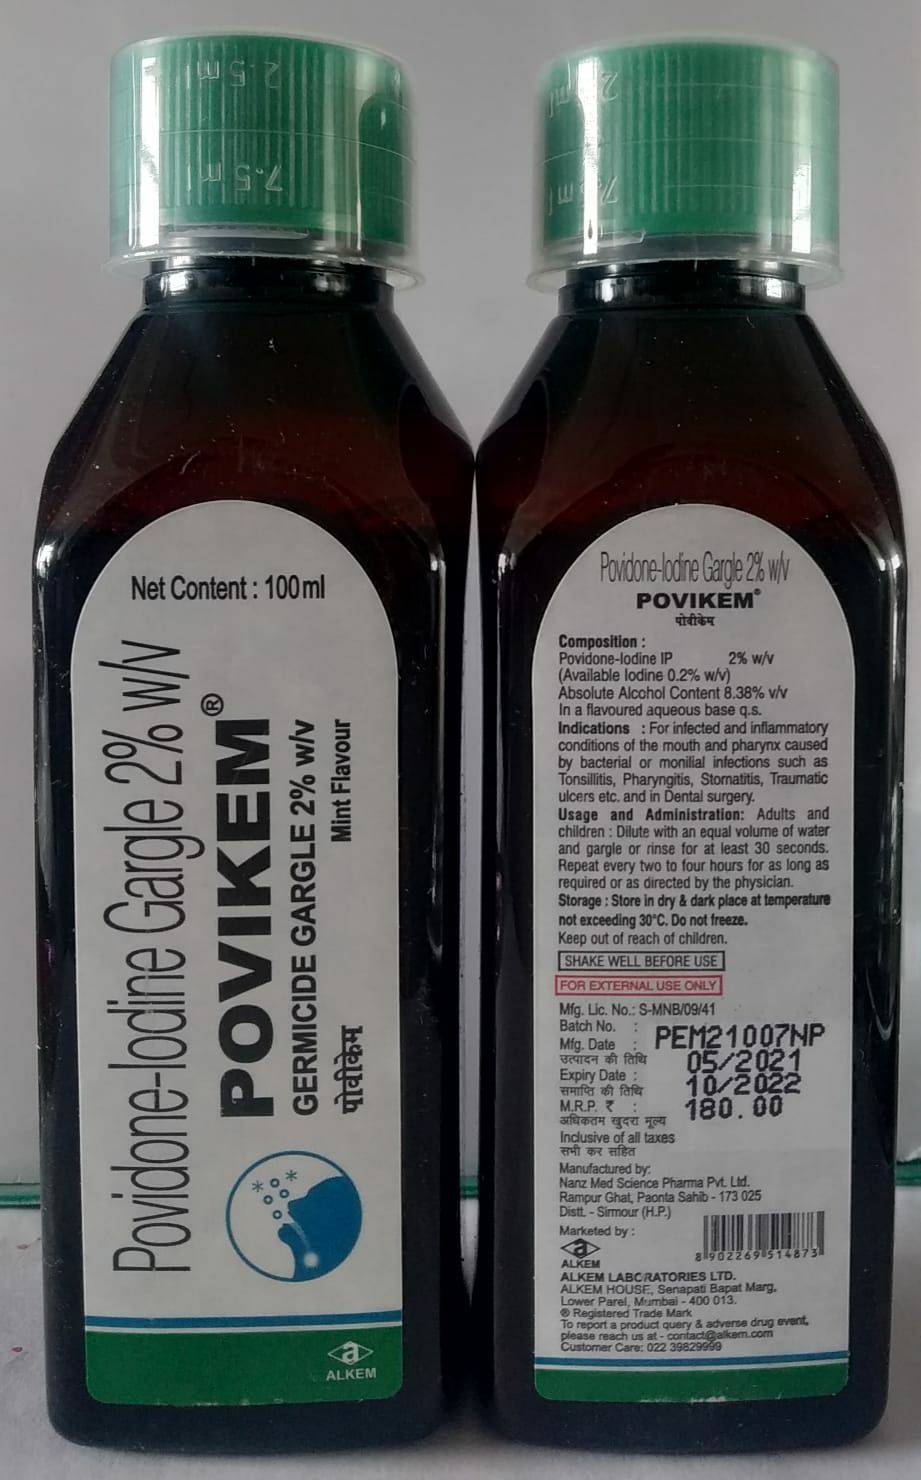 2.5 ml
7.5 ml
Net Content : 100ml
Povidone-Iodine Gargle 2% w/v
POVIKEM®
GERMICIDE GARGLE 2% w/v
Mint Flavour
पोवीकेम
a
ALKEM
Povidone-Iodine Gargle 2% w/v
POVIKEM®
पोवीकेम
Composition :
Povidone-Iodine IP 2% w/v
(Available Iodine 0.2% w/v)
Absolute Alcohol Content 8.38% v/v
In a flavoured aqueous base q.s.
Indications : For infected and inflammatory
conditions of the mouth and pharynx caused
by bacterial or monilial infections such as
Tonsillitis, Pharyngitis, Stomatitis, Traumatic
ulcers etc. and in Dental surgery.
Usage and Administration: Adults and
children : Dilute with an equal volume of water
and gargle or rinse for at least 30 seconds.
Repeat every two to four hours for as long as
required or as directed by the physician.
Storage : Store in dry & dark place at temperature
not exceeding 30°C. Do not freeze.
Keep out of reach of children.
SHAKE WELL BEFORE USE
FOR EXTERNAL USE ONLY
Mfg. Lic. No.: S-MNB/09/41
Batch No. : PEM21007NP
Mfg. Date : 05/2021
उत्पादन की तिथि
Expiry Date : 10/2022
समाप्ति की तिथि
M.R.P. ₹ : 180.00
अधिकतम खुदरा मूल्य
Inclusive of all taxes
सभी कर सहित
Manufactured by:
Nanz Med Science Pharma Pvt. Ltd.
Rampur Ghat, Paonta Sahib - 173 025
Distt. - Sirmour (H.P.)
Marketed by :
a
ALKEM
8 902269 514873
ALKEM LABORATORIES LTD.
ALKEM HOUSE, Senapati Bapat Marg,
Lower Parel, Mumbai - 400 013.
® Registered Trade Mark
To report a product query & adverse drug event,
please reach us at - contact@alkem.com
Customer Care: 022 39829999